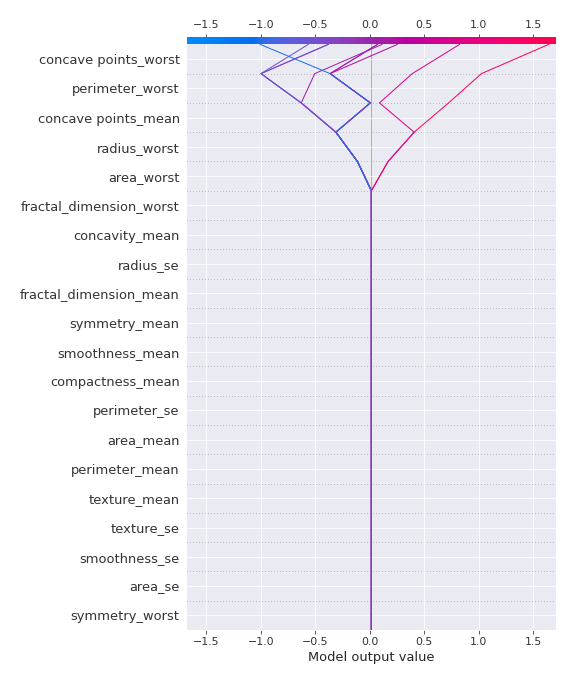 −1.5 −1.0 −0.5 0.0 0.5 1.0 1.5
concave points_worst
perimeter_worst
concave points_mean
radius_worst
area_worst
fractal_dimension_worst
concavity_mean
radius_se
fractal_dimension_mean
symmetry_mean
smoothness_mean
compactness_mean
perimeter_se
area_mean
perimeter_mean
texture_mean
texture_se
smoothness_se
area_se
symmetry_worst
−1.5 −1.0 −0.5 0.0 0.5 1.0 1.5
Model output value